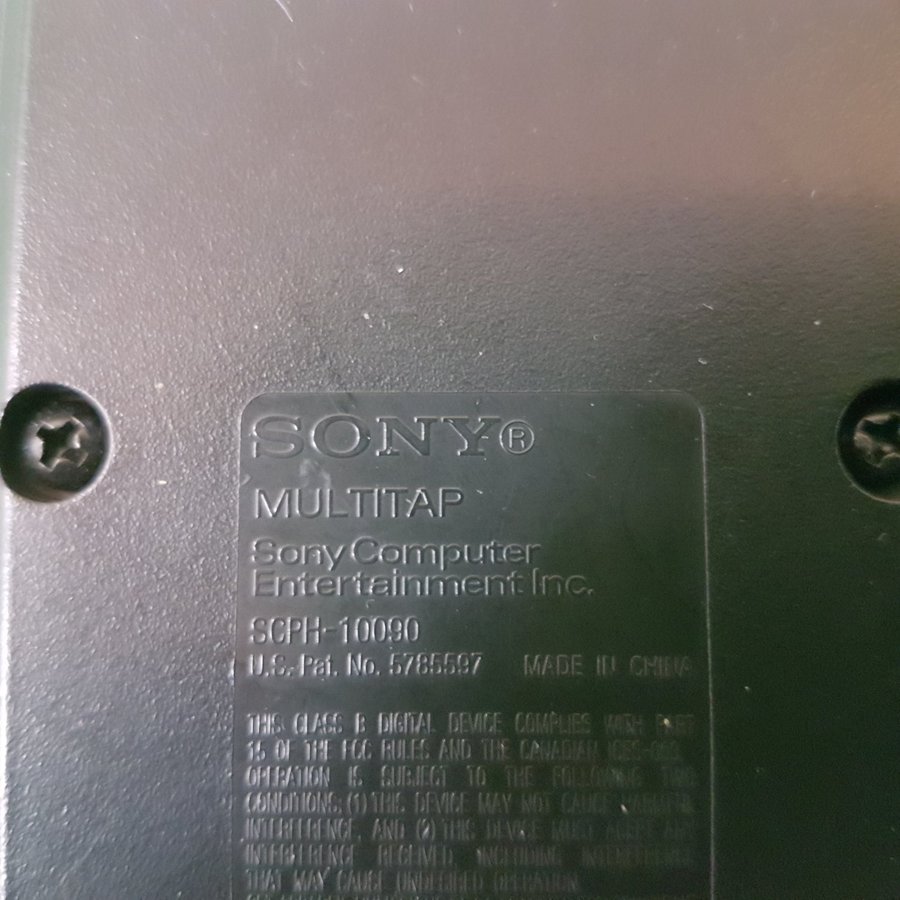 SONY®
MULTITAP
Sony Computer
Entertainment Inc.
SCPH-10090
U.S.-Pat. No. 5785597 MADE IN CHINA
THIS CLASS B DIGITAL DEVICE COMPLIES WITH PART
15 OF THE FCC RULES AND THE CANADIAN ICES-003.
OPERATION IS SUBJECT TO THE FOLLOWING TWO
CONDITIONS: (1) THIS DEVICE MAY NOT CAUSE HARMFUL
INTERFERENCE, AND (2) THIS DEVICE MUST ACCEPT ANY
INTERFERENCE RECEIVED, INCLUDING INTERFERENCE
THAT MAY CAUSE UNDESIRED OPERATION.